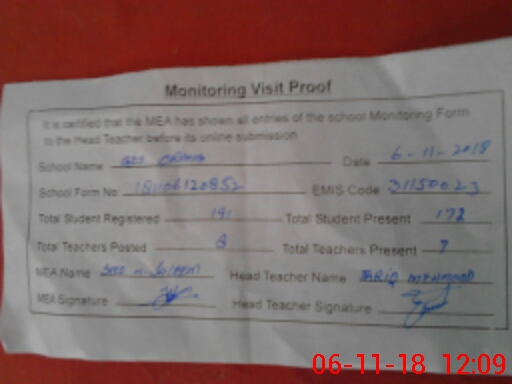 Monitoring Visit Proof
It is certified that the MEA has shown all entries of the school Monitoring Form
to the Head Teacher before its online submission
School Name Date 6-11-2018
School Form No: 181106120852 EMIS Code 31150023
Total Student Registered 191 Total Student Present 172
Total Teachers Posted 8 Total Teachers Present 7
MEA Name Head Teacher Name TARIQ MEHMOOD
MEA Signature Head Teacher Signature
06-11-18 12:09